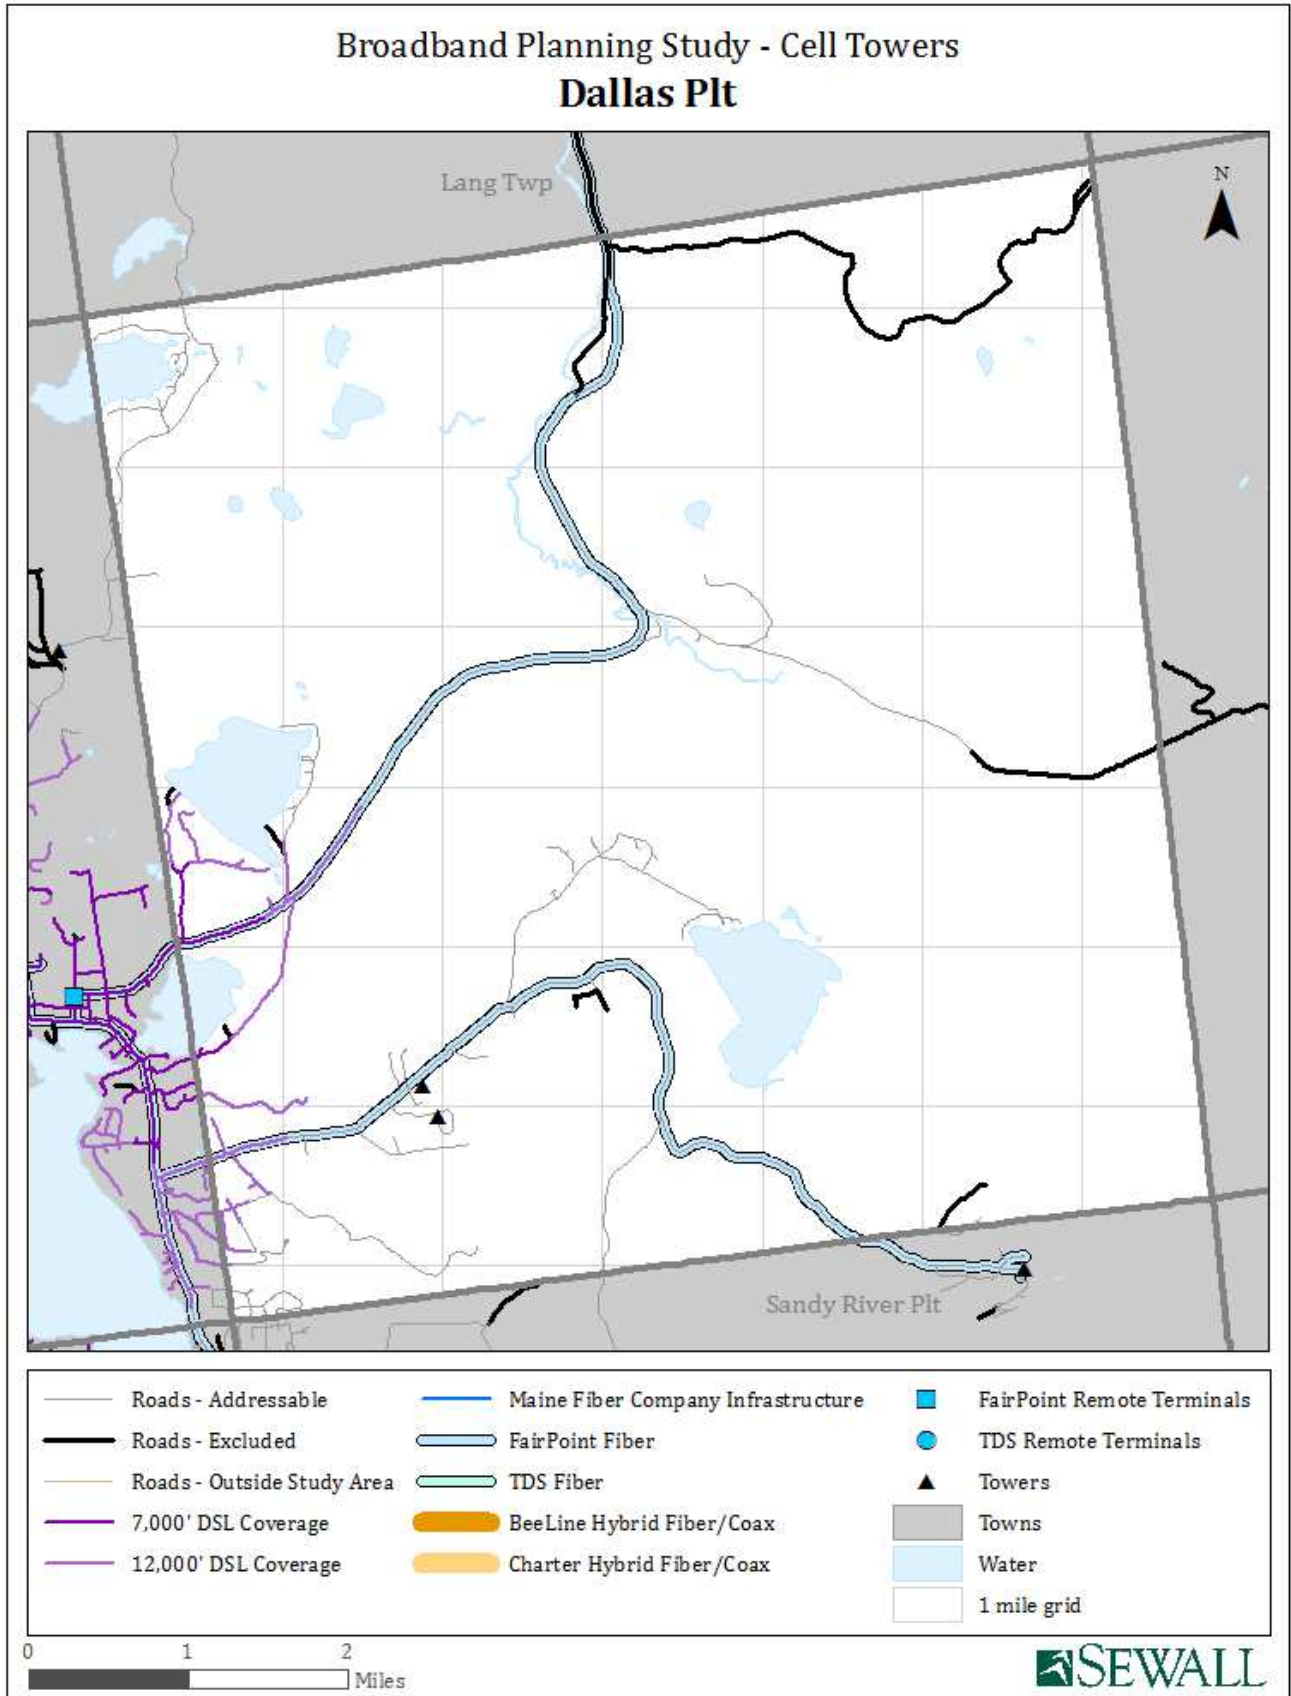 Broadband Planning Study - Cell Towers
Dallas Plt
Lang Twp
N
Sandy River Plt
Roads - Addressable
Roads - Excluded
Roads - Outside Study Area
7,000' DSL Coverage
12,000' DSL Coverage
Maine Fiber Company Infrastructure
FairPoint Fiber
TDS Fiber
BeeLine Hybrid Fiber/Coax
Charter Hybrid Fiber/Coax
FairPoint Remote Terminals
TDS Remote Terminals
Towers
Towns
Water
1 mile grid
0 1 2
Miles
SEWALL